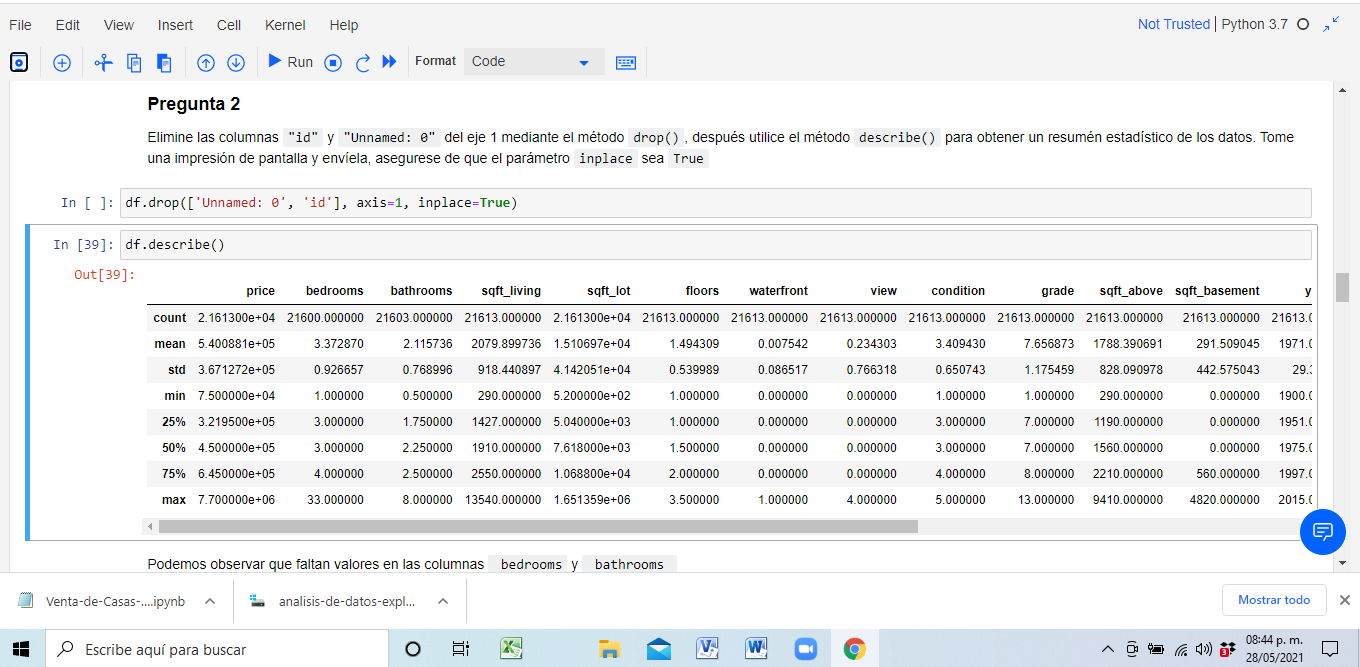 File Edit View Insert Cell Kernel Help Not Trusted | Python 3.7
Run Format Code
Pregunta 2
Elimine las columnas "id" y "Unnamed: 0" del eje 1 mediante el método drop() , después utilice el método describe() para obtener un resumén estadístico de los datos. Tome
una impresión de pantalla y envíela, asegurese de que el parámetro inplace sea True
In [ ]: df.drop(['Unnamed: 0', 'id'], axis=1, inplace=True)
In [39]: df.describe()
Out[39]:
price bedrooms bathrooms sqft_living sqft_lot floors waterfront view condition grade sqft_above sqft_basement y
count 2.161300e+04 21600.000000 21603.000000 21613.000000 2.161300e+04 21613.000000 21613.000000 21613.000000 21613.000000 21613.000000 21613.000000 21613.000000 21613.0
mean 5.400881e+05 3.372870 2.115736 2079.899736 1.510697e+04 1.494309 0.007542 0.234303 3.409430 7.656873 1788.390691 291.509045 1971.0
std 3.671272e+05 0.926657 0.768996 918.440897 4.142051e+04 0.539989 0.086517 0.766318 0.650743 1.175459 828.090978 442.575043 29.3
min 7.500000e+04 1.000000 0.500000 290.000000 5.200000e+02 1.000000 0.000000 0.000000 1.000000 1.000000 290.000000 0.000000 1900.0
25% 3.219500e+05 3.000000 1.750000 1427.000000 5.040000e+03 1.000000 0.000000 0.000000 3.000000 7.000000 1190.000000 0.000000 1951.0
50% 4.500000e+05 3.000000 2.250000 1910.000000 7.618000e+03 1.500000 0.000000 0.000000 3.000000 7.000000 1560.000000 0.000000 1975.0
75% 6.450000e+05 4.000000 2.500000 2550.000000 1.068800e+04 2.000000 0.000000 0.000000 4.000000 8.000000 2210.000000 560.000000 1997.0
max 7.700000e+06 33.000000 8.000000 13540.000000 1.651359e+06 3.500000 1.000000 4.000000 5.000000 13.000000 9410.000000 4820.000000 2015.0
Podemos observar que faltan valores en las columnas bedrooms y bathrooms
Venta-de-Casas-....ipynb analisis-de-datos-expl... Mostrar todo
Escribe aquí para buscar
08:44 p. m.
28/05/2021